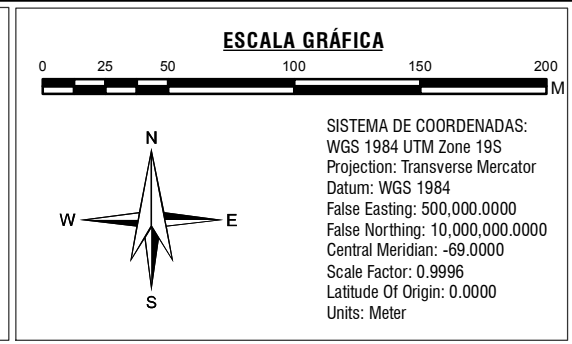 ESCALA GRÁFICA
0 25 50 100 150 200
M
N
W E
S
SISTEMA DE COORDENADAS:
WGS 1984 UTM Zone 19S
Projection: Transverse Mercator
Datum: WGS 1984
False Easting: 500,000.0000
False Northing: 10,000,000.0000
Central Meridian: -69.0000
Scale Factor: 0.9996
Latitude Of Origin: 0.0000
Units: Meter